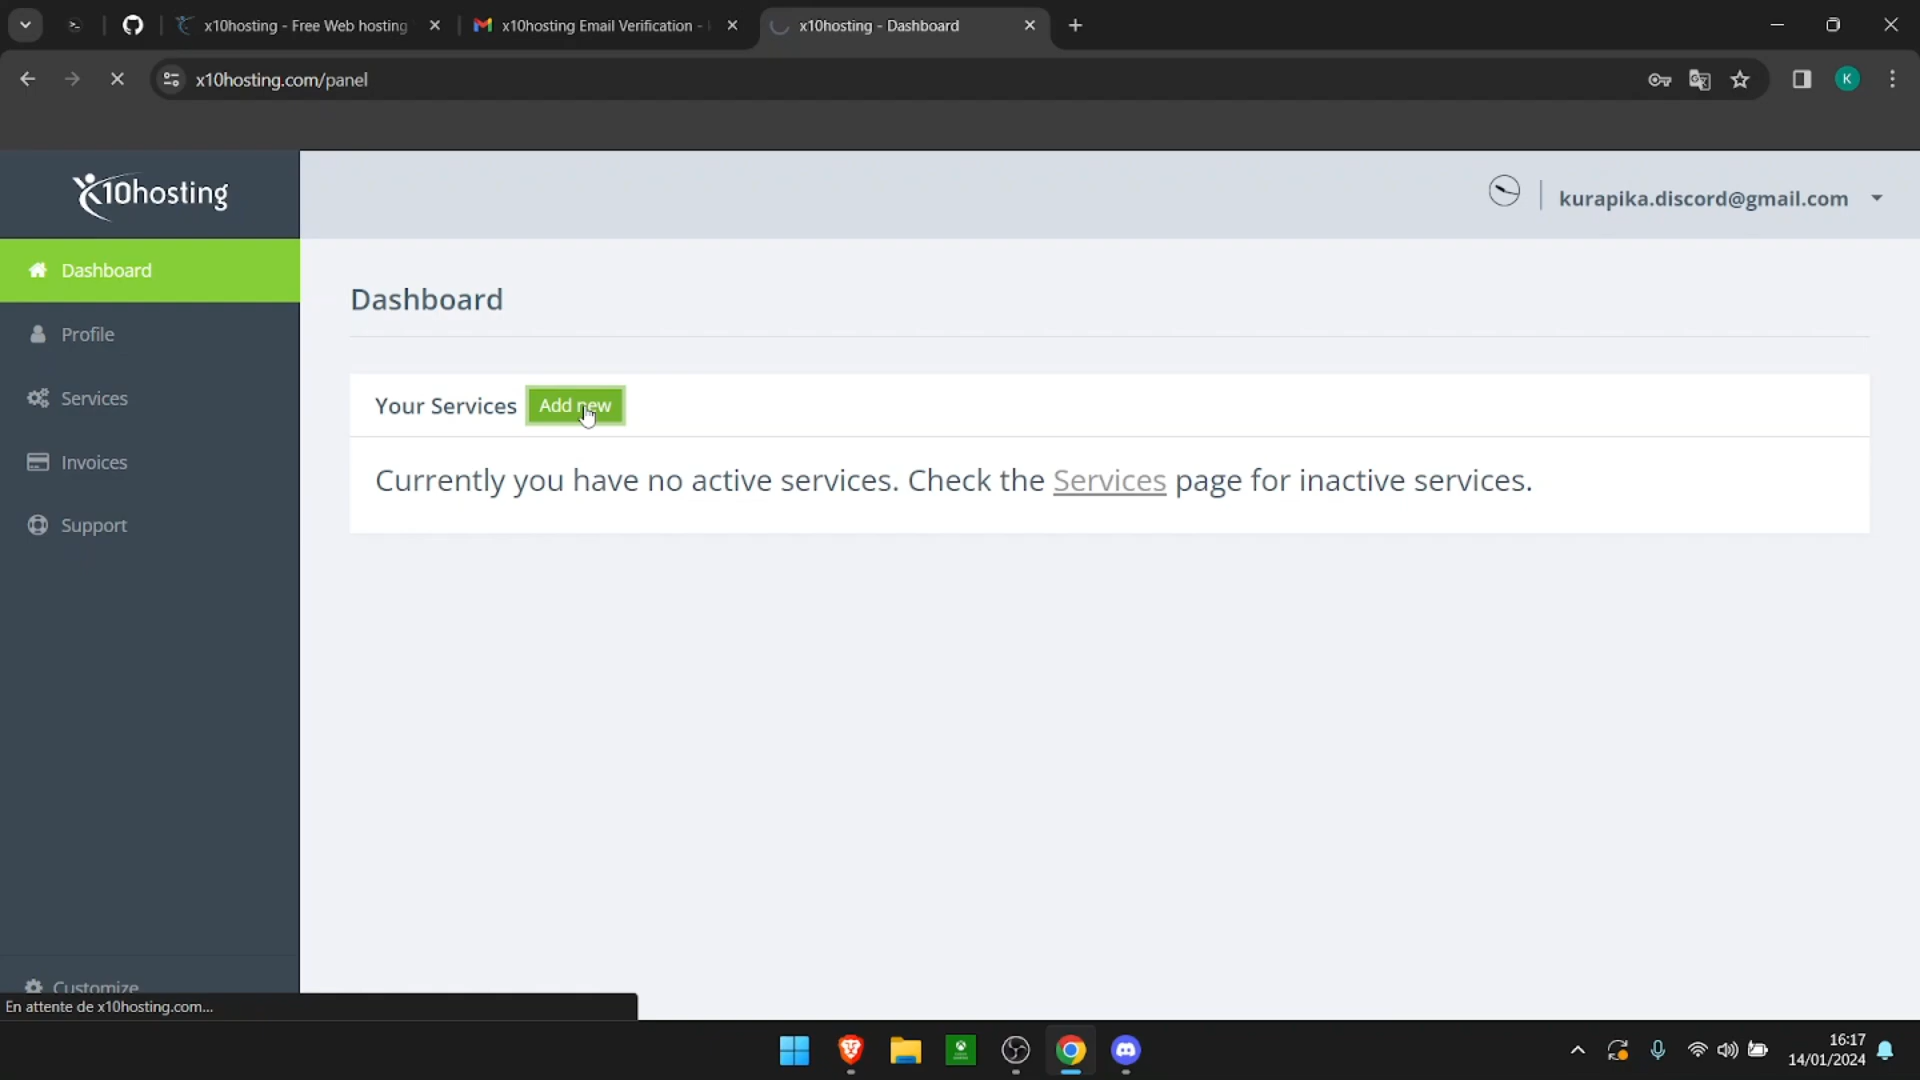 x10hosting - Free Web hosting
x10hosting Email Verification -
x10hosting - Dashboard
x10hosting.com/panel
K
x10hosting
kurapika.discord@gmail.com
Dashboard
Dashboard
Profile
Your Services Add new
Services
Currently you have no active services. Check the Services page for inactive services.
Invoices
Support
Customize
En attente de x10hosting.com...
16:17
14/01/2024